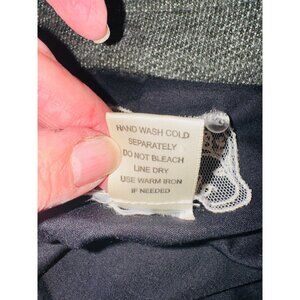 HAND WASH COLD
SEPARATELY
DO NOT BLEACH
LINE DRY
USE WARM IRON
IF NEEDED